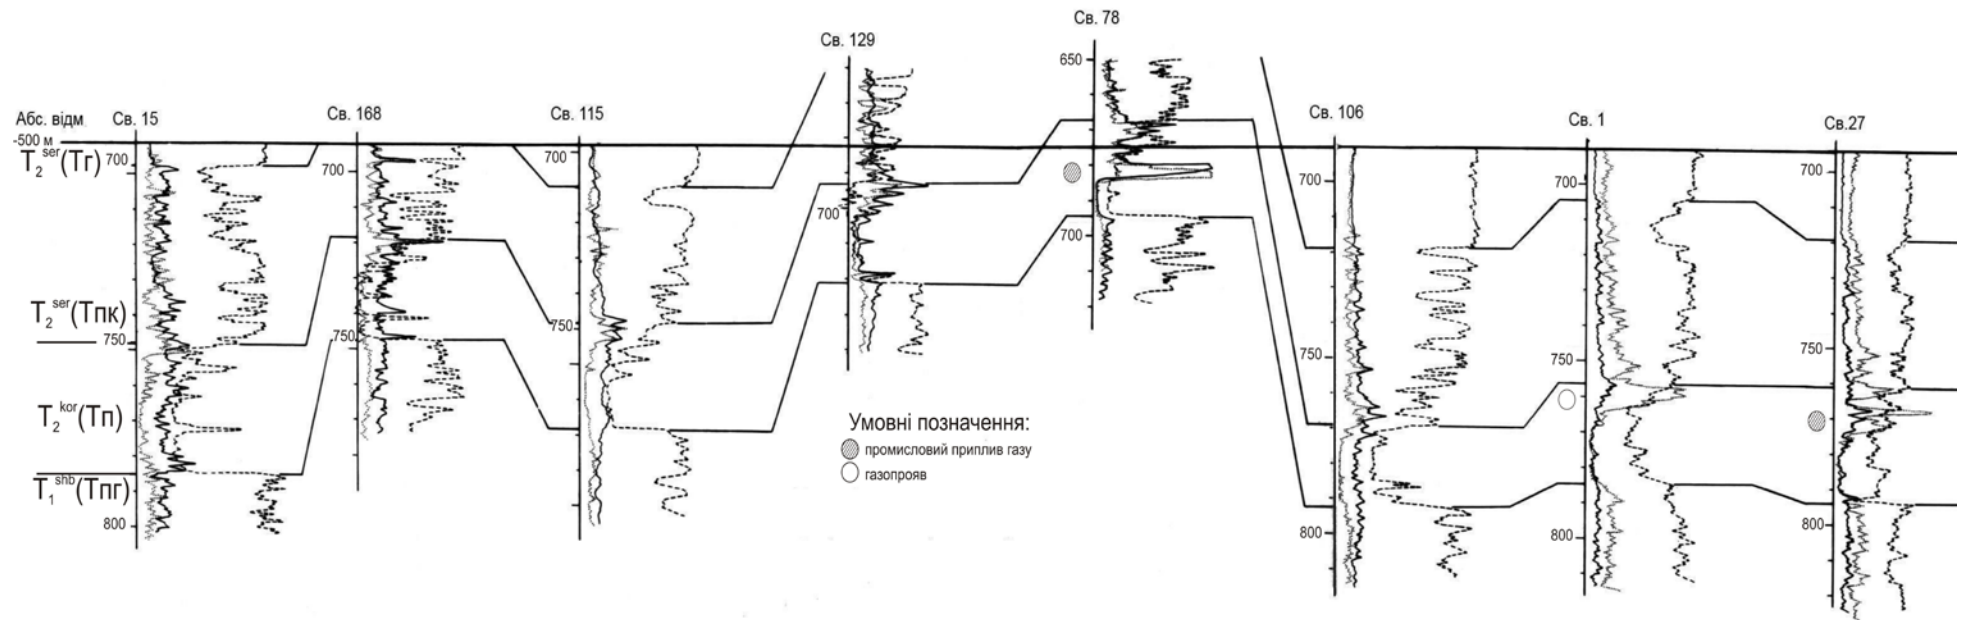 Св. 78
Св. 129
650
Абс. відм
Св. 15
Св. 168
Св. 115
Св. 106
Св. 1
Св.27
-500 м
T₂ˢᵉʳ(Тг)
700
700
700
700
700
700
700
700
T₂ˢᵉʳ(Тпк)
750
750
750
750
750
750
T₂ᵏᵒʳ(Тп)
Умовні позначення:
промисловий приплив газу
газопрояв
T₁ˢʰᵇ(Тпг)
800
800
800
800